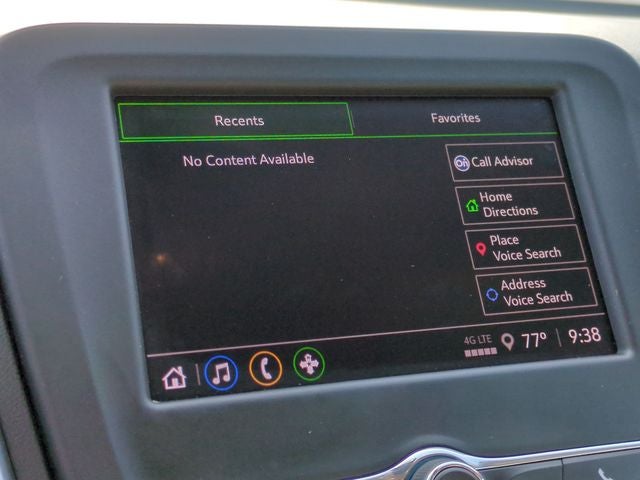 Recents
Favorites
No Content Available
On Call Advisor
Home
Directions
Place
Voice Search
Address
Voice Search
4G LTE
77° 9:38